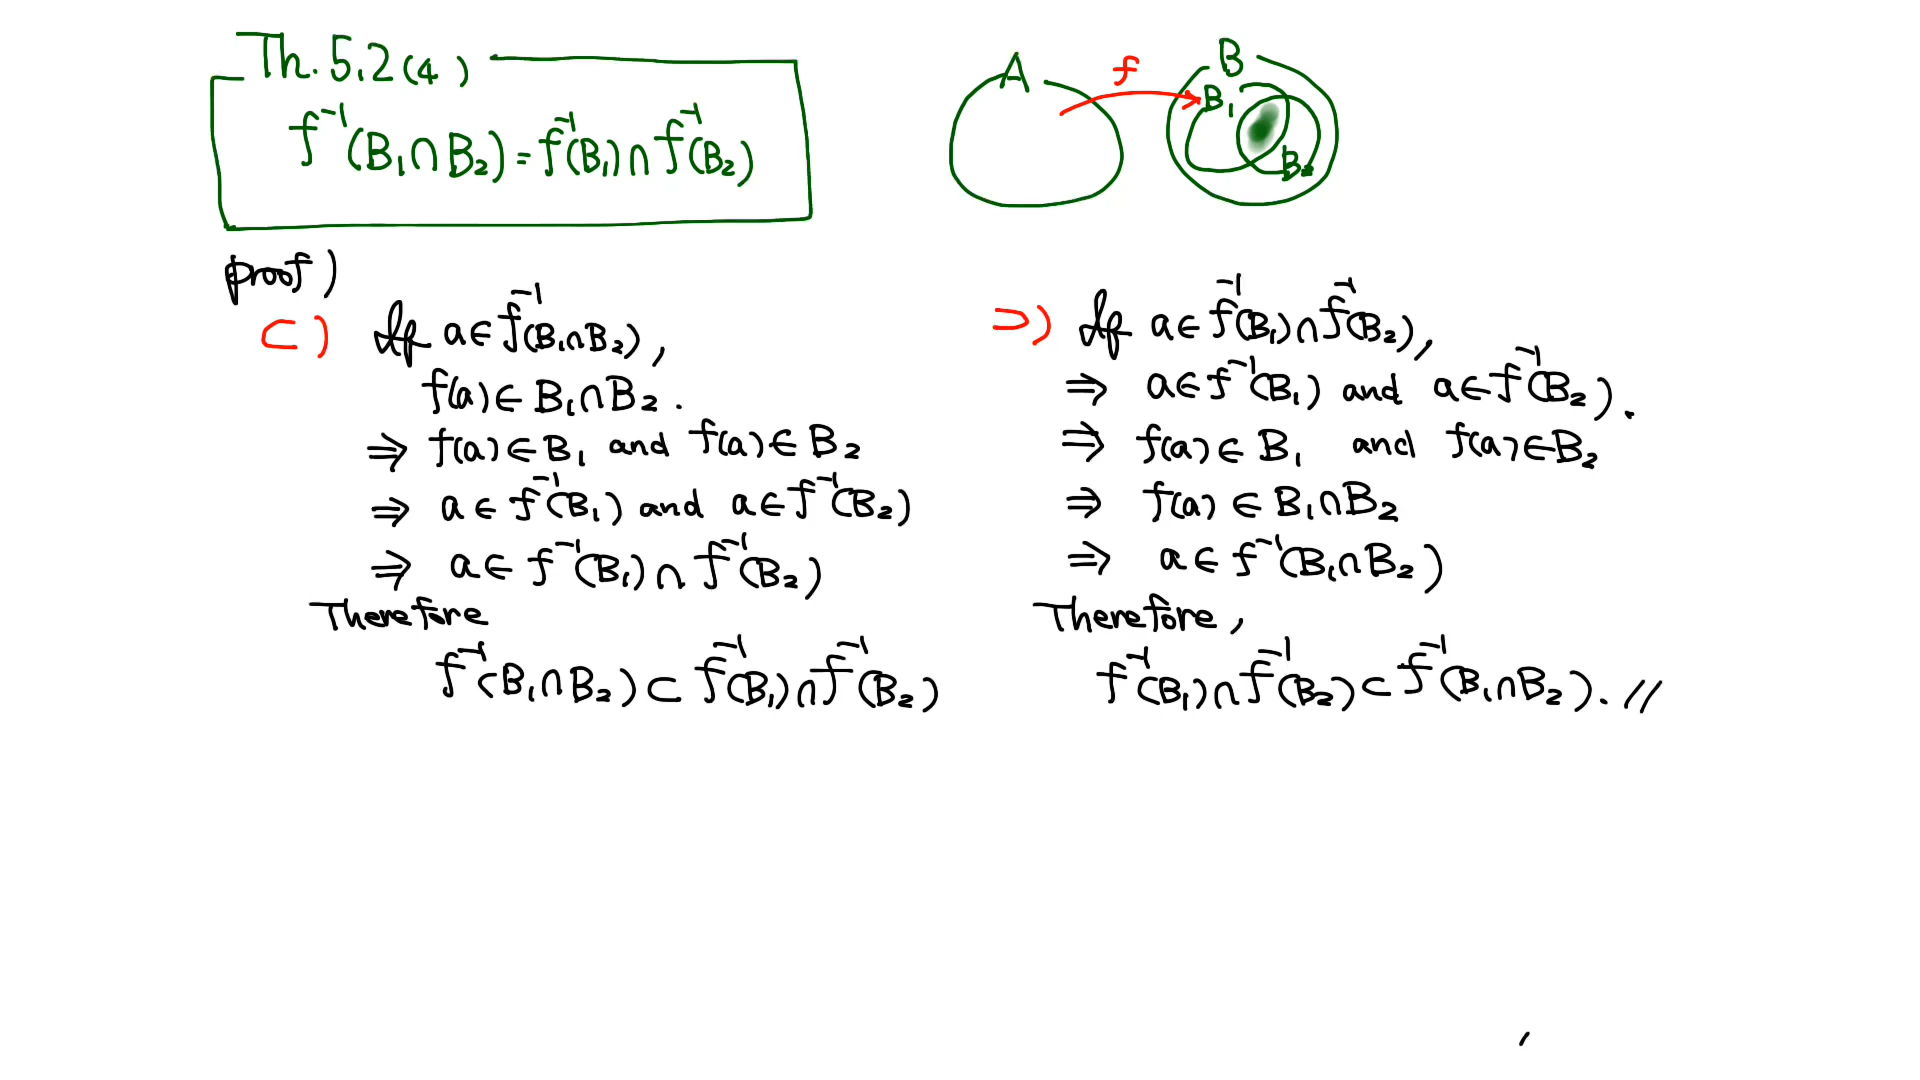 Th. 5.2 (4)
f⁻¹(B₁∩B₂) = f⁻¹(B₁)∩f⁻¹(B₂)
A f B
B₁
B₂
proof)
⊂) If a∈f⁻¹(B₁∩B₂),
f(a)∈B₁∩B₂.
⇒ f(a)∈B₁ and f(a)∈B₂
⇒ a∈f⁻¹(B₁) and a∈f⁻¹(B₂)
⇒ a∈f⁻¹(B₁)∩f⁻¹(B₂)
Therefore
f⁻¹(B₁∩B₂)⊂f⁻¹(B₁)∩f⁻¹(B₂)
⊃) If a∈f⁻¹(B₁)∩f⁻¹(B₂),
⇒ a∈f⁻¹(B₁) and a∈f⁻¹(B₂).
⇒ f(a)∈B₁ and f(a)∈B₂
⇒ f(a)∈B₁∩B₂
⇒ a∈f⁻¹(B₁∩B₂)
Therefore,
f⁻¹(B₁)∩f⁻¹(B₂)⊂f⁻¹(B₁∩B₂). //